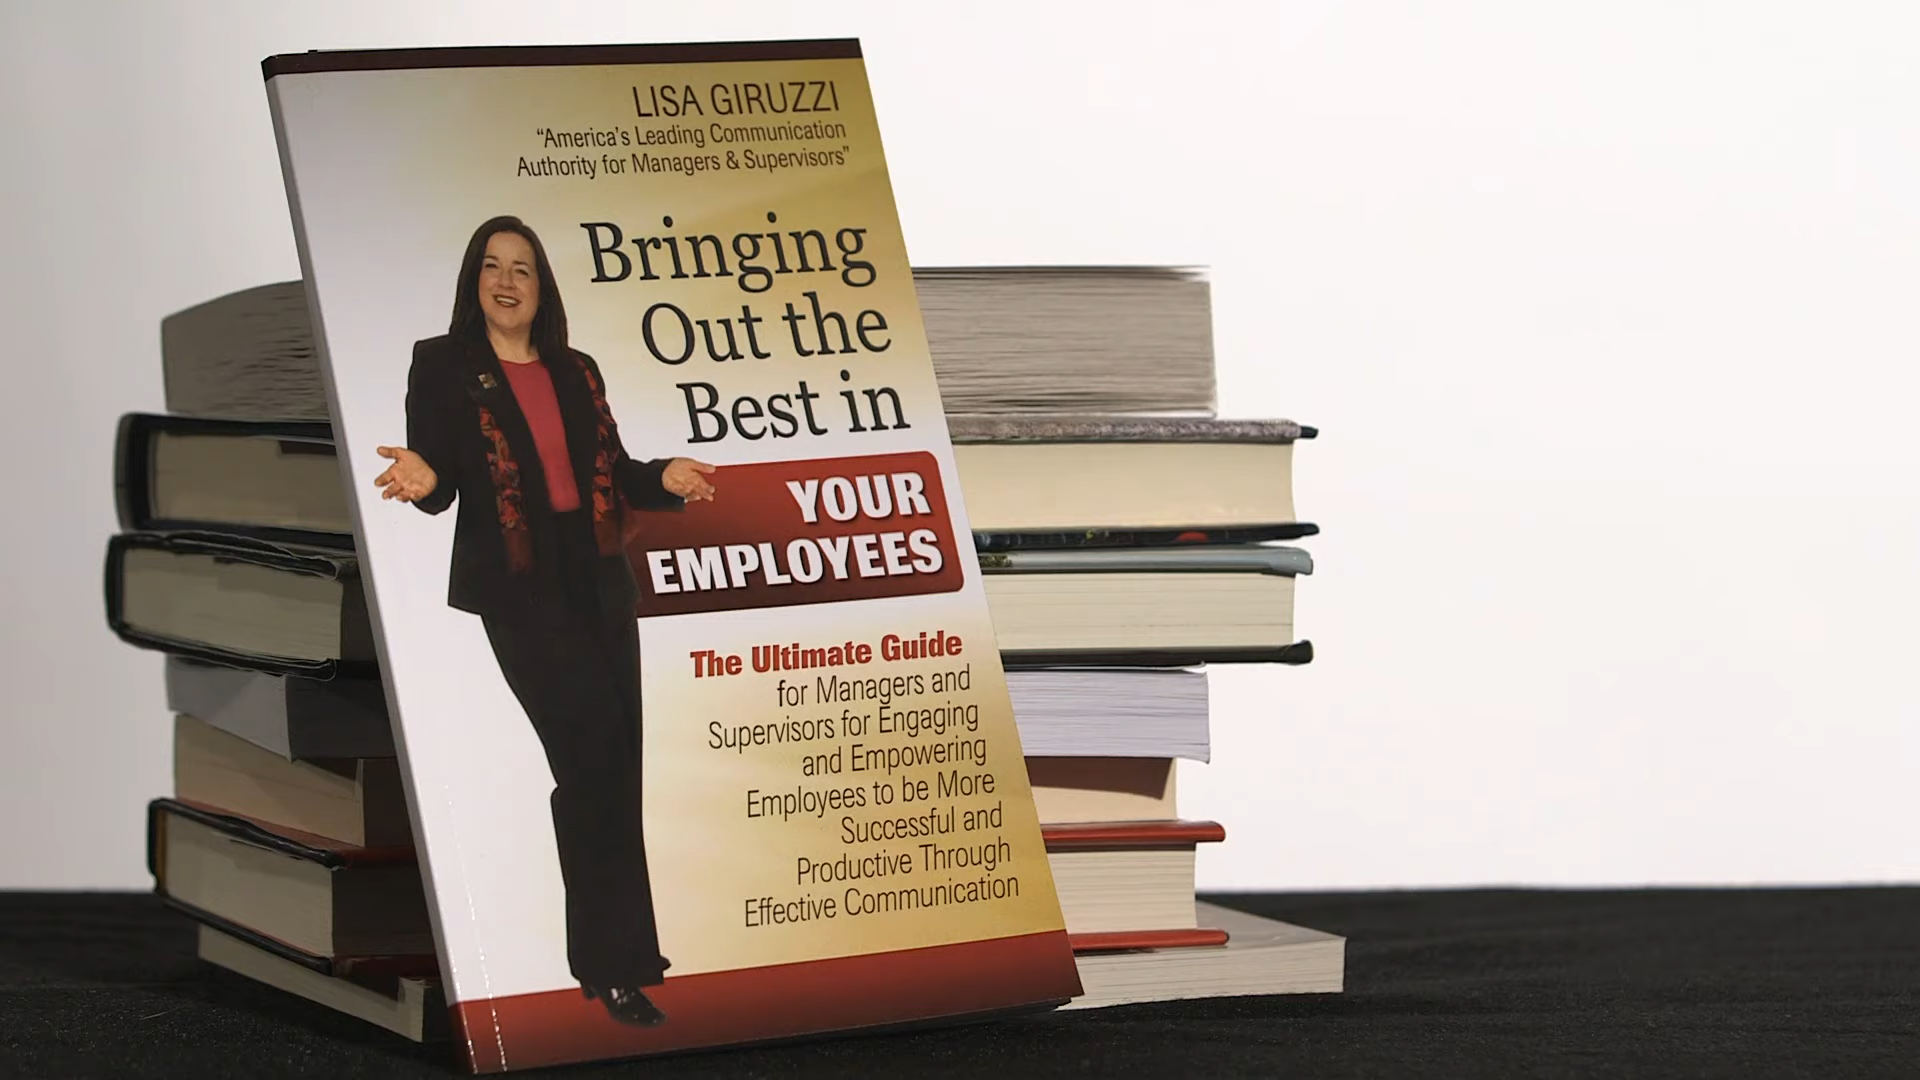 LISA GIRUZZI
“America's Leading Communication
Authority for Managers & Supervisors”
Bringing
Out the
Best in
YOUR
EMPLOYEES
The Ultimate Guide
for Managers and
Supervisors for Engaging
and Empowering
Employees to be More
Successful and
Productive Through
Effective Communication